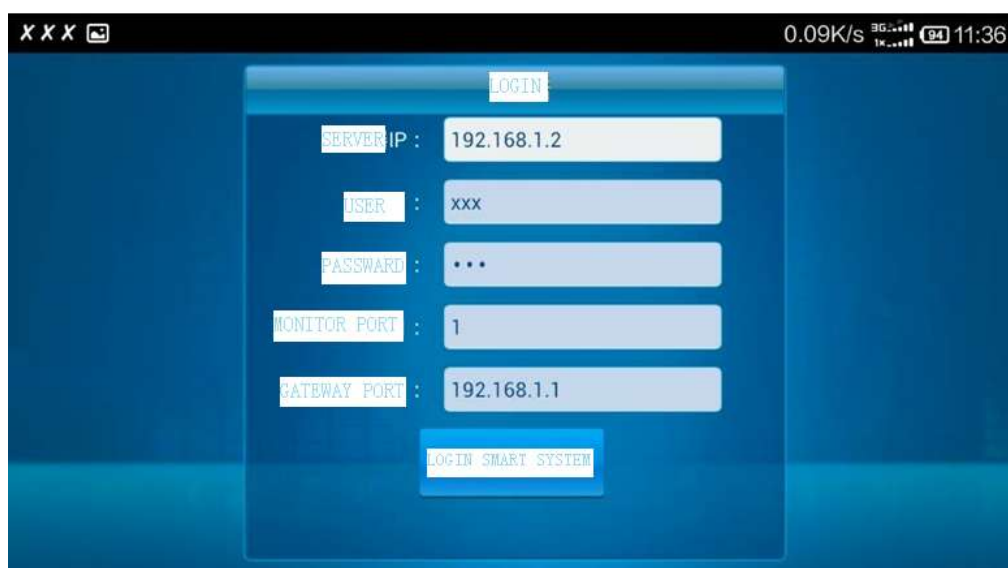 XXX 0.09K/s 3G 1X 94 11:36
LOGIN:
SERVER IP : 192.168.1.2
USER : xxx
PASSWARD : •••
MONITOR PORT : 1
GATEWAY PORT : 192.168.1.1
LOGIN SMART SYSTEM